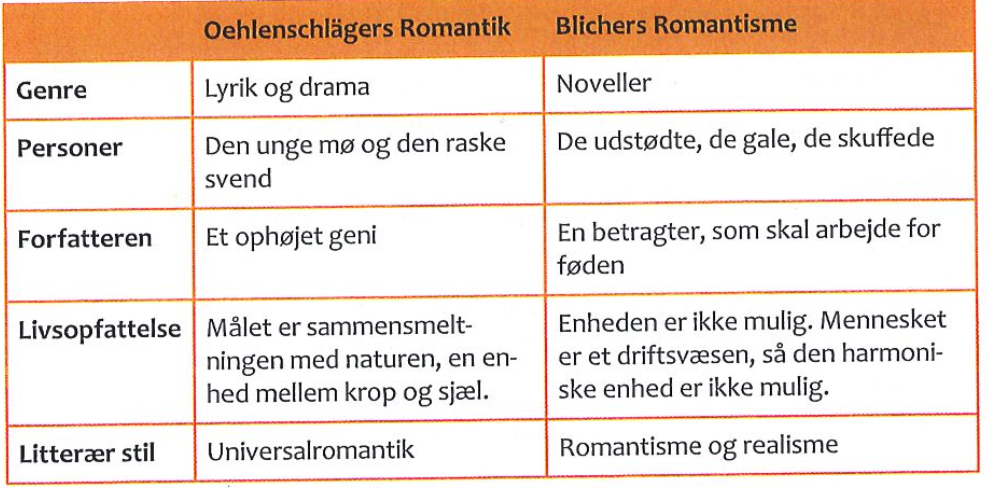 Oehlenschlägers Romantik Blichers Romantisme
Genre Lyrik og drama Noveller
Personer Den unge mø og den raske De udstødte, de gale, de skuffede
svend
Forfatteren Et ophøjet geni En betragter, som skal arbejde for
føden
Livsopfattelse Målet er sammensmelt- Enheden er ikke mulig. Mennesket
ningen med naturen, en en- er et driftsvæsen, så den harmoni-
hed mellem krop og sjæl. ske enhed er ikke mulig.
Litterær stil Universalromantik Romantisme og realisme